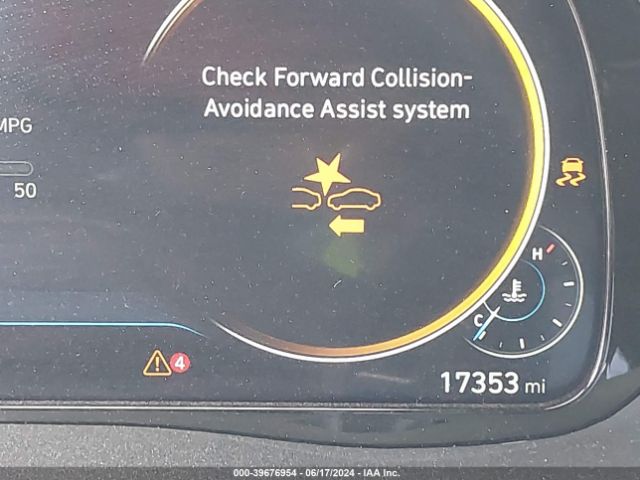 Check Forward Collision-
Avoidance Assist system
MPG
50
H
C
4
17353 mi
000-39676954 - 06/17/2024 - IAA Inc.